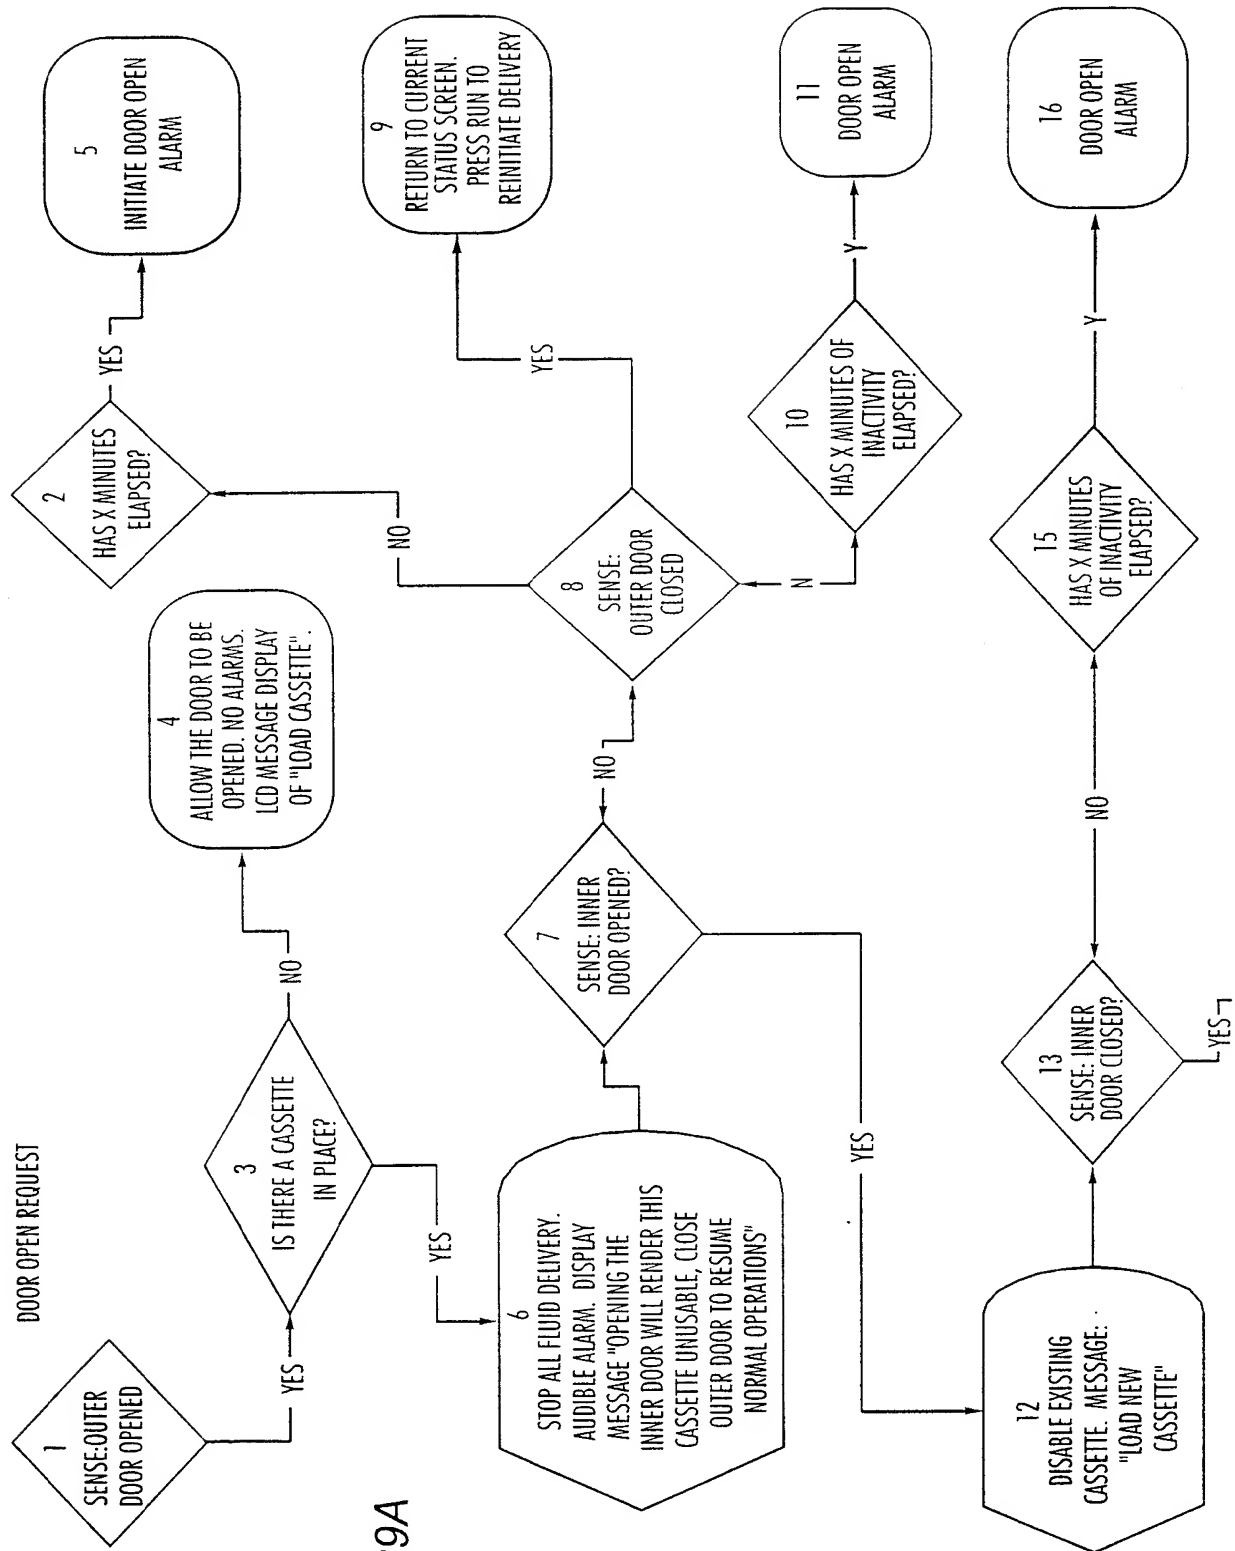 DOOR OPEN REQUEST
1
SENSE:OUTER
DOOR OPENED
YES
3
IS THERE A CASSETTE
IN PLACE?
NO
4
ALLOW THE DOOR TO BE
OPENED. NO ALARMS.
LCD MESSAGE DISPLAY
OF "LOAD CASSETTE".
2
HAS X MINUTES
ELAPSED?
YES
5
INITIATE DOOR OPEN
ALARM
YES
6
STOP ALL FLUID DELIVERY.
AUDIBLE ALARM. DISPLAY
MESSAGE "OPENING THE
INNER DOOR WILL RENDER THIS
CASSETTE UNUSABLE, CLOSE
OUTER DOOR TO RESUME
NORMAL OPERATIONS"
7
SENSE: INNER
DOOR OPENED?
NO
8
SENSE:
OUTER DOOR
CLOSED
NO
YES
9
RETURN TO CURRENT
STATUS SCREEN.
PRESS RUN TO
REINITIATE DELIVERY
N
10
HAS X MINUTES OF
INACTIVITY
ELAPSED?
Y
11
DOOR OPEN
ALARM
YES
12
DISABLE EXISTING
CASSETTE. MESSAGE:
"LOAD NEW
CASSETTE"
13
SENSE: INNER
DOOR CLOSED?
YES
NO
15
HAS X MINUTES
OF INACTIVITY
ELAPSED?
Y
16
DOOR OPEN
ALARM
9A